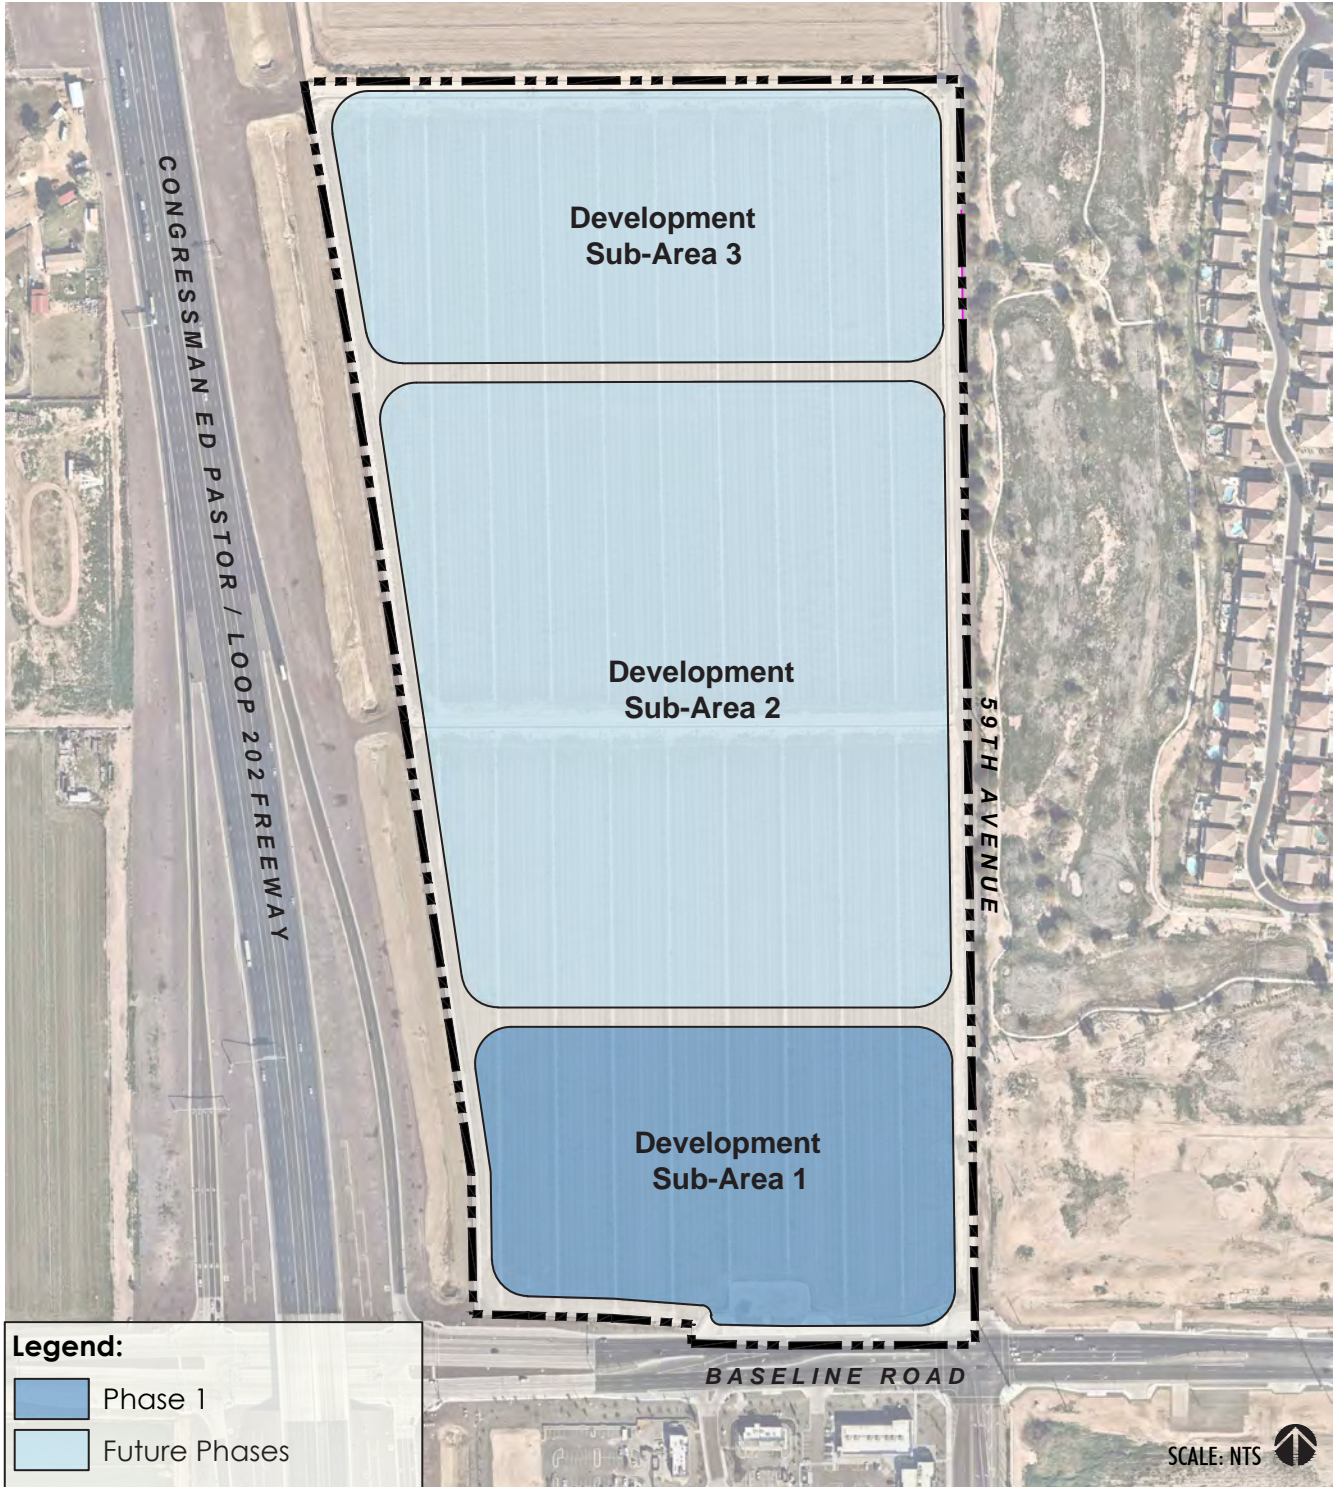 Development
Sub-Area 3
CONGRESSMAN ED PASTOR / LOOP 202 FREEWAY
Development
Sub-Area 2
59TH AVENUE
Development
Sub-Area 1
BASELINE ROAD
Legend:
Phase 1
Future Phases
SCALE: NTS